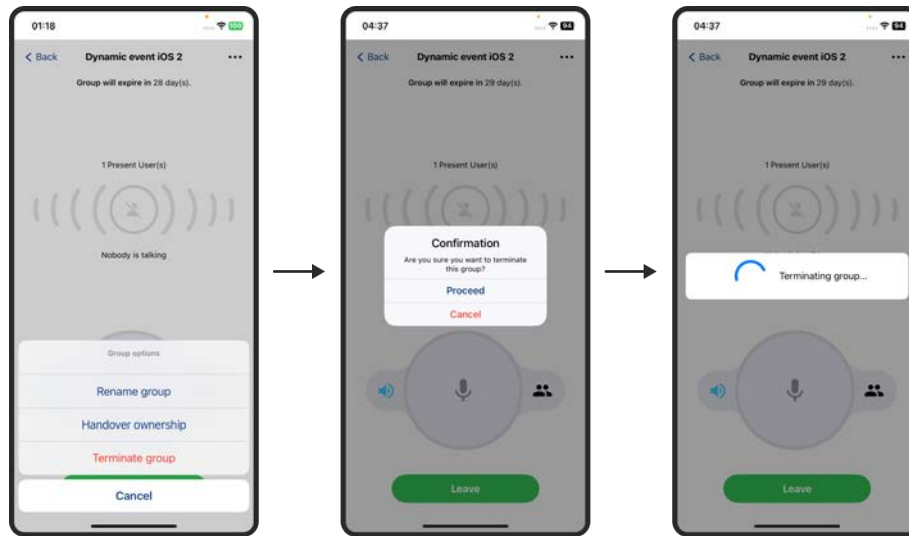 01:18
100
Back
Dynamic event iOS 2
Group will expire in 28 day(s).
1 Present User(s)
Nobody is talking
Group options
Rename group
Handover ownership
Terminate group
Cancel
04:37
94
Back
Dynamic event iOS 2
Group will expire in 29 day(s).
1 Present User(s)
Confirmation
Are you sure you want to terminate
this group?
Proceed
Cancel
Leave
04:37
94
Back
Dynamic event iOS 2
Group will expire in 29 day(s).
1 Present User(s)
Terminating group...
Leave